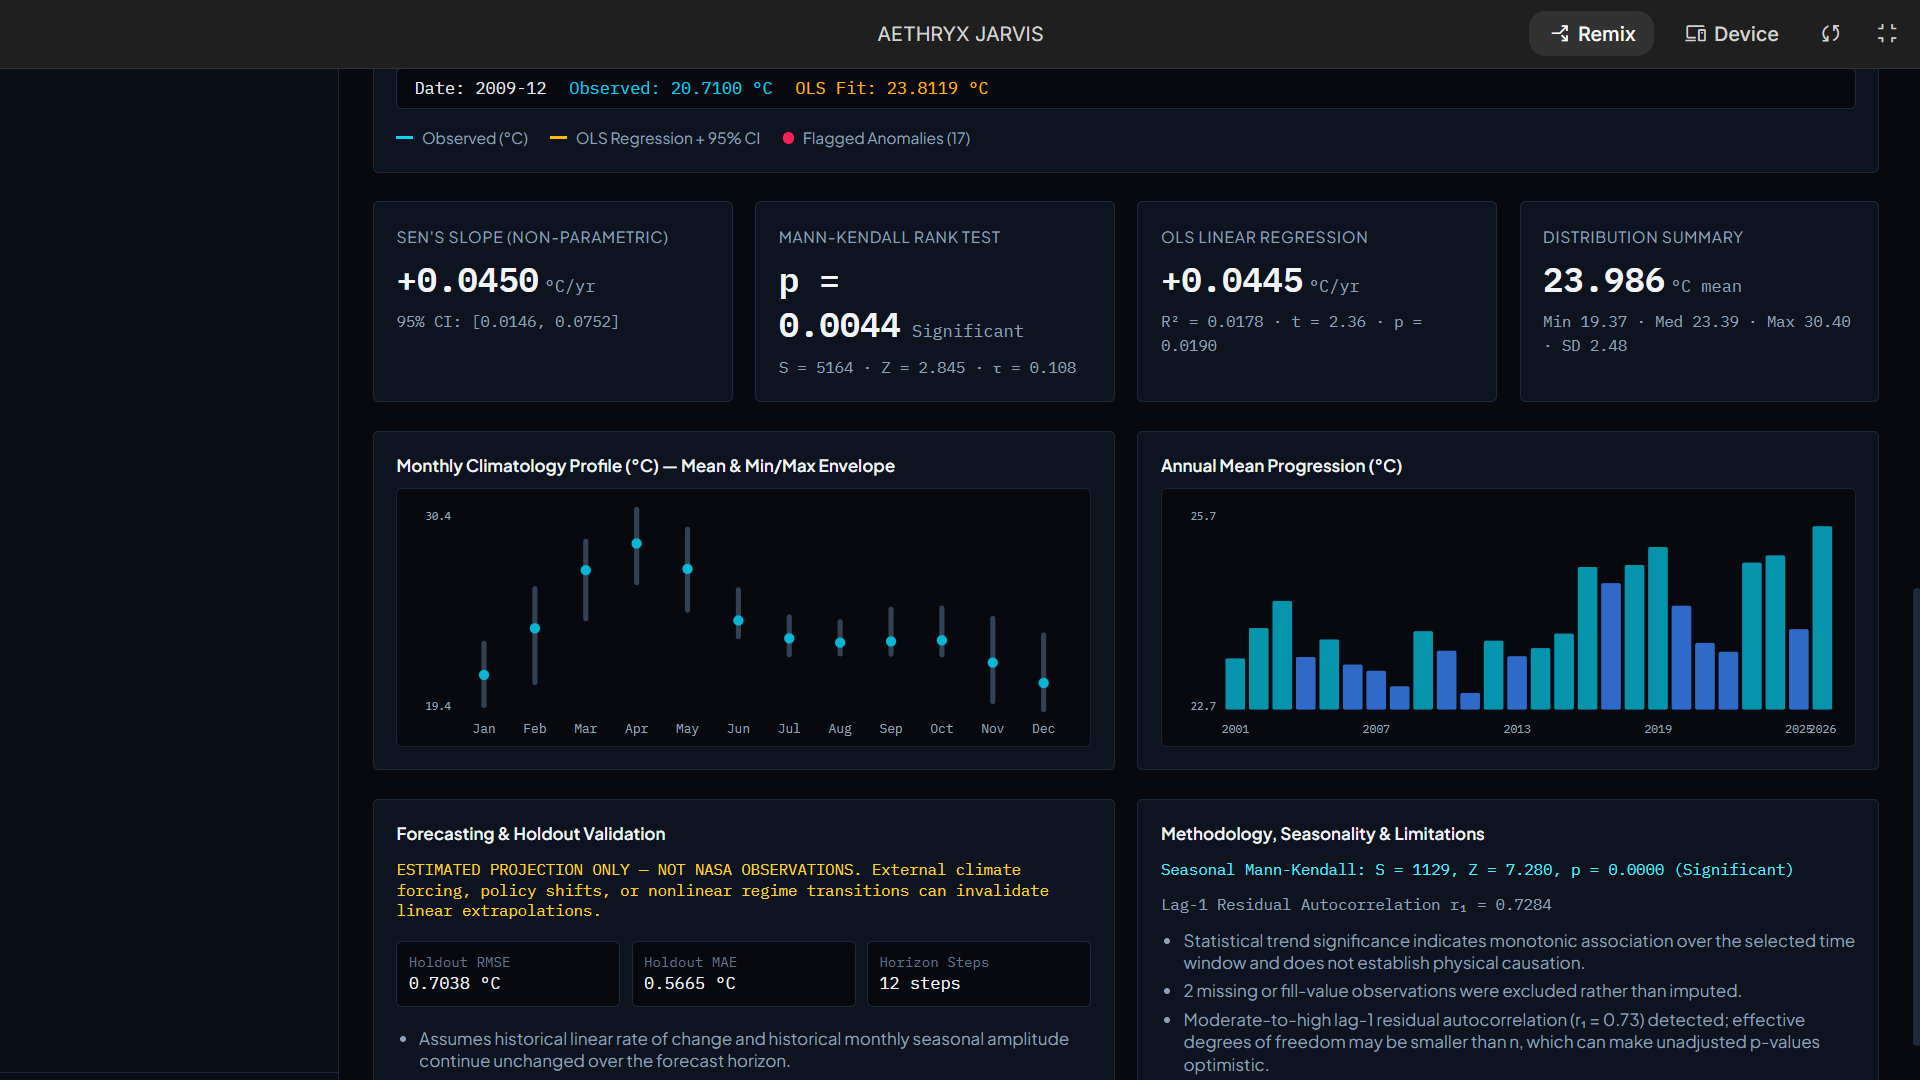 AETHRYX JARVIS
Remix
Device
Date: 2009-12 Observed: 20.7100 °C OLS Fit: 23.8119 °C
Observed (°C) OLS Regression + 95% CI Flagged Anomalies (17)
SEN'S SLOPE (NON-PARAMETRIC)
+0.0450 °C/yr
95% CI: [0.0146, 0.0752]
MANN-KENDALL RANK TEST
p =
0.0044 Significant
S = 5164 · Z = 2.845 · τ = 0.108
OLS LINEAR REGRESSION
+0.0445 °C/yr
R² = 0.0178 · t = 2.36 · p =
0.0190
DISTRIBUTION SUMMARY
23.986 °C mean
Min 19.37 · Med 23.39 · Max 30.40
· SD 2.48
Monthly Climatology Profile (°C) — Mean & Min/Max Envelope
30.4
19.4
Jan Feb Mar Apr May Jun Jul Aug Sep Oct Nov Dec
Annual Mean Progression (°C)
25.7
22.7
2001 2007 2013 2019 2025 2026
Forecasting & Holdout Validation
ESTIMATED PROJECTION ONLY — NOT NASA OBSERVATIONS. External climate
forcing, policy shifts, or nonlinear regime transitions can invalidate
linear extrapolations.
Holdout RMSE
0.7038 °C
Holdout MAE
0.5665 °C
Horizon Steps
12 steps
• Assumes historical linear rate of change and historical monthly seasonal amplitude
continue unchanged over the forecast horizon.
Methodology, Seasonality & Limitations
Seasonal Mann-Kendall: S = 1129, Z = 7.280, p = 0.0000 (Significant)
Lag-1 Residual Autocorrelation r₁ = 0.7284
• Statistical trend significance indicates monotonic association over the selected time
window and does not establish physical causation.
• 2 missing or fill-value observations were excluded rather than imputed.
• Moderate-to-high lag-1 residual autocorrelation (r₁ = 0.73) detected; effective
degrees of freedom may be smaller than n, which can make unadjusted p-values
optimistic.